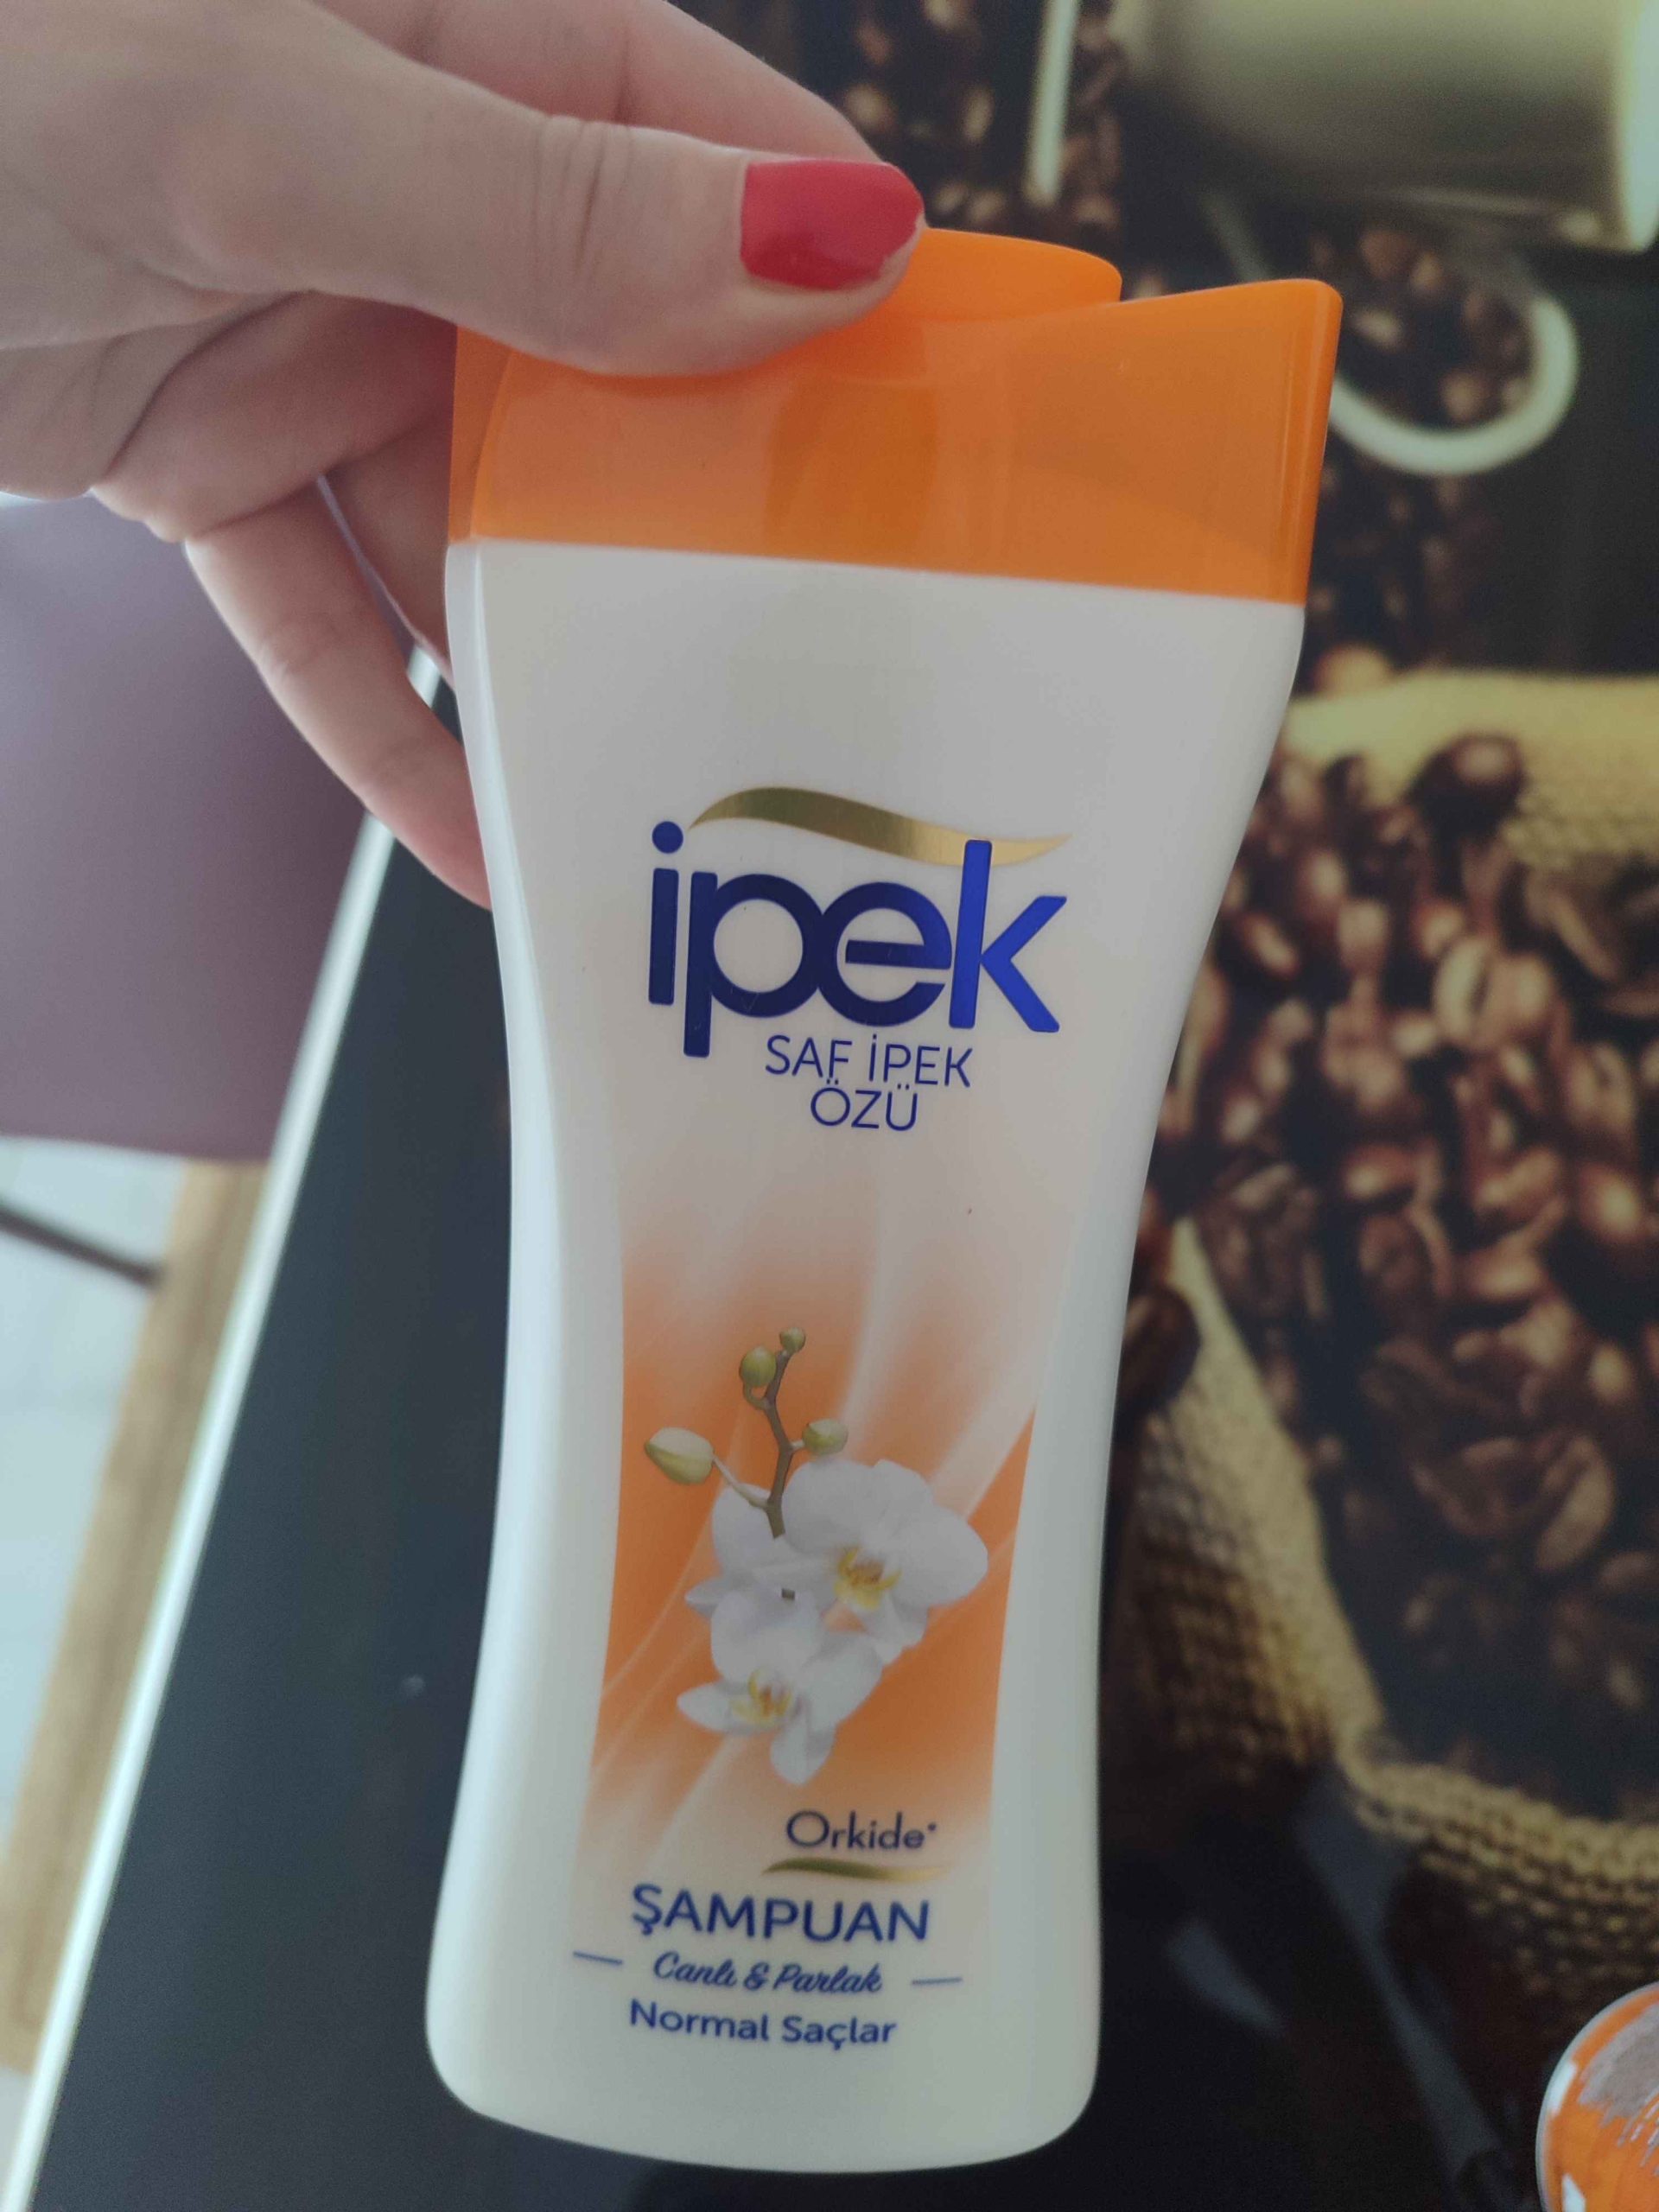 ipek
SAF İPEK
ÖZÜ
Orkide*
ŞAMPUAN
Canlı & Parlak
Normal Saçlar